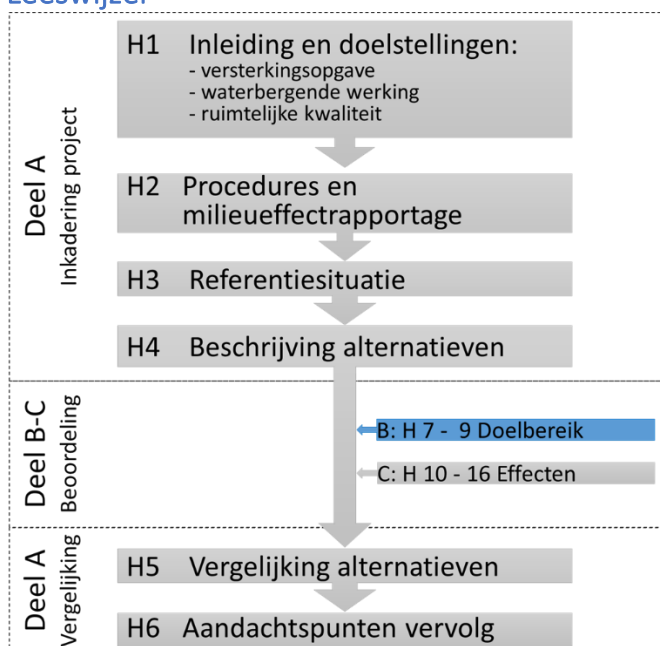 Leeswijzer
Deel A
Inkadering project
H1 Inleiding en doelstellingen:
- versterkingsopgave
- waterbergende werking
- ruimtelijke kwaliteit
H2 Procedures en
milieueffectrapportage
H3 Referentiesituatie
H4 Beschrijving alternatieven
Deel B-C
Beoordeling
B: H 7 - 9 Doelbereik
C: H 10 - 16 Effecten
Deel A
Vergelijking
H5 Vergelijking alternatieven
H6 Aandachtspunten vervolg